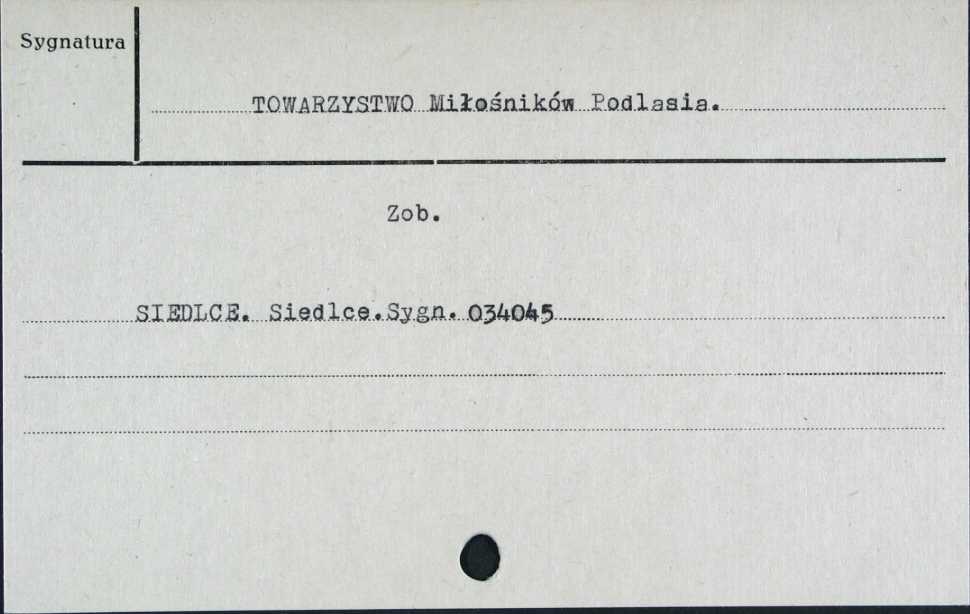 Sygnatura
TOWARZYSTWO Miłośników Podlasia.
Zob.
SIEDLCE. Siedlce.Sygn. 034045